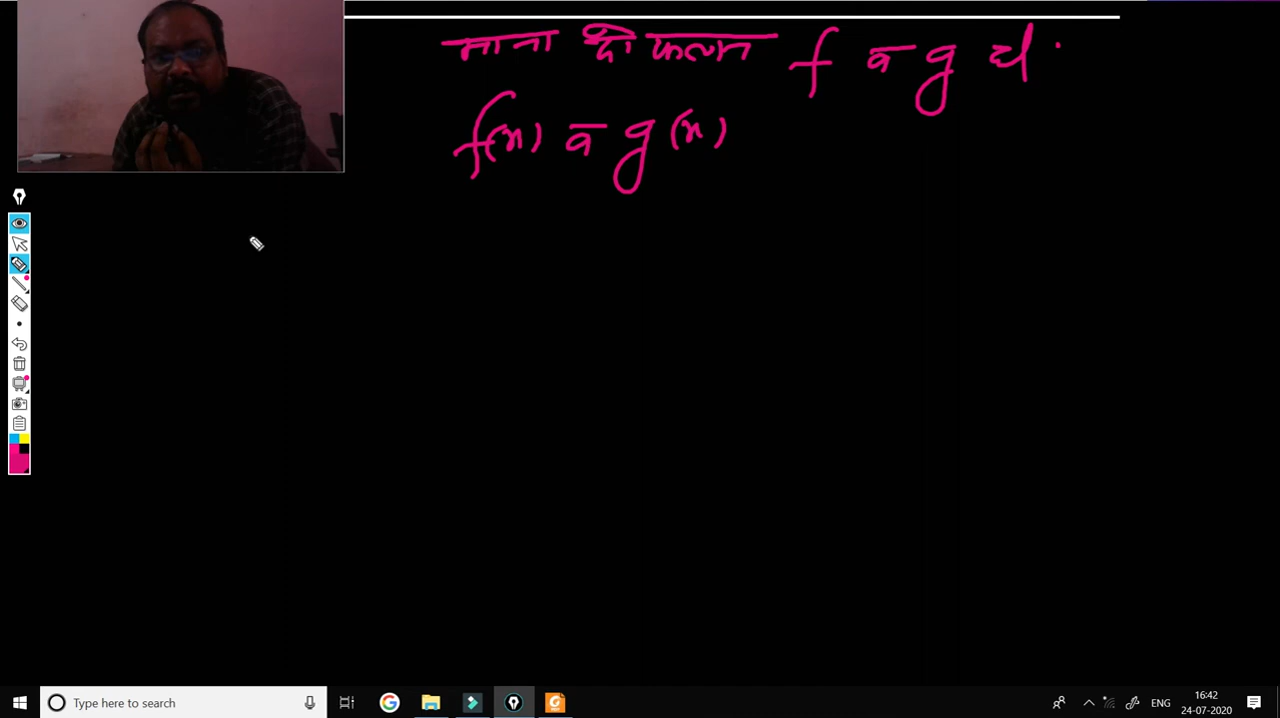 माना दो फलन f व g है.
f(x) व g(x)
Type here to search
ENG
16:42
24-07-2020